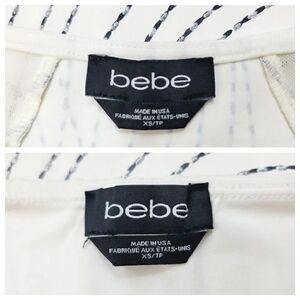 bebe
MADE IN USA
FABRIQUÉ AUX ÉTATS-UNIS
XS/TP
bebe
MADE IN USA
FABRIQUÉ AUX ÉTATS-UNIS
XS/TP